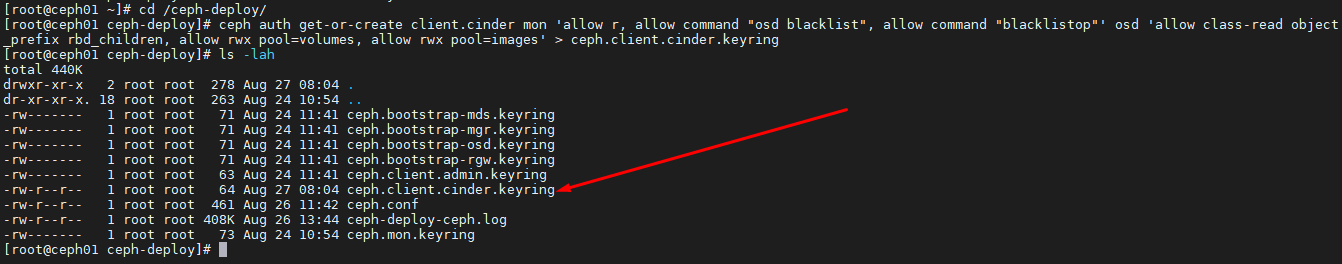 [root@ceph01 ~]# cd /ceph-deploy/
[root@ceph01 ceph-deploy]# ceph auth get-or-create client.cinder mon 'allow r, allow command "osd blacklist", allow command "blacklistop"' osd 'allow class-read object
_prefix rbd_children, allow rwx pool=volumes, allow rwx pool=images' > ceph.client.cinder.keyring
[root@ceph01 ceph-deploy]# ls -lah
total 440K
drwxr-xr-x   2 root root  278 Aug 27 08:04 .
dr-xr-xr-x. 18 root root  263 Aug 24 10:54 ..
-rw-------   1 root root   71 Aug 24 11:41 ceph.bootstrap-mds.keyring
-rw-------   1 root root   71 Aug 24 11:41 ceph.bootstrap-mgr.keyring
-rw-------   1 root root   71 Aug 24 11:41 ceph.bootstrap-osd.keyring
-rw-------   1 root root   71 Aug 24 11:41 ceph.bootstrap-rgw.keyring
-rw-------   1 root root   63 Aug 24 11:41 ceph.client.admin.keyring
-rw-r--r--   1 root root   64 Aug 27 08:04 ceph.client.cinder.keyring
-rw-r--r--   1 root root  461 Aug 26 11:42 ceph.conf
-rw-r--r--   1 root root 408K Aug 26 13:44 ceph-deploy-ceph.log
-rw-------   1 root root   73 Aug 24 10:54 ceph.mon.keyring
[root@ceph01 ceph-deploy]#